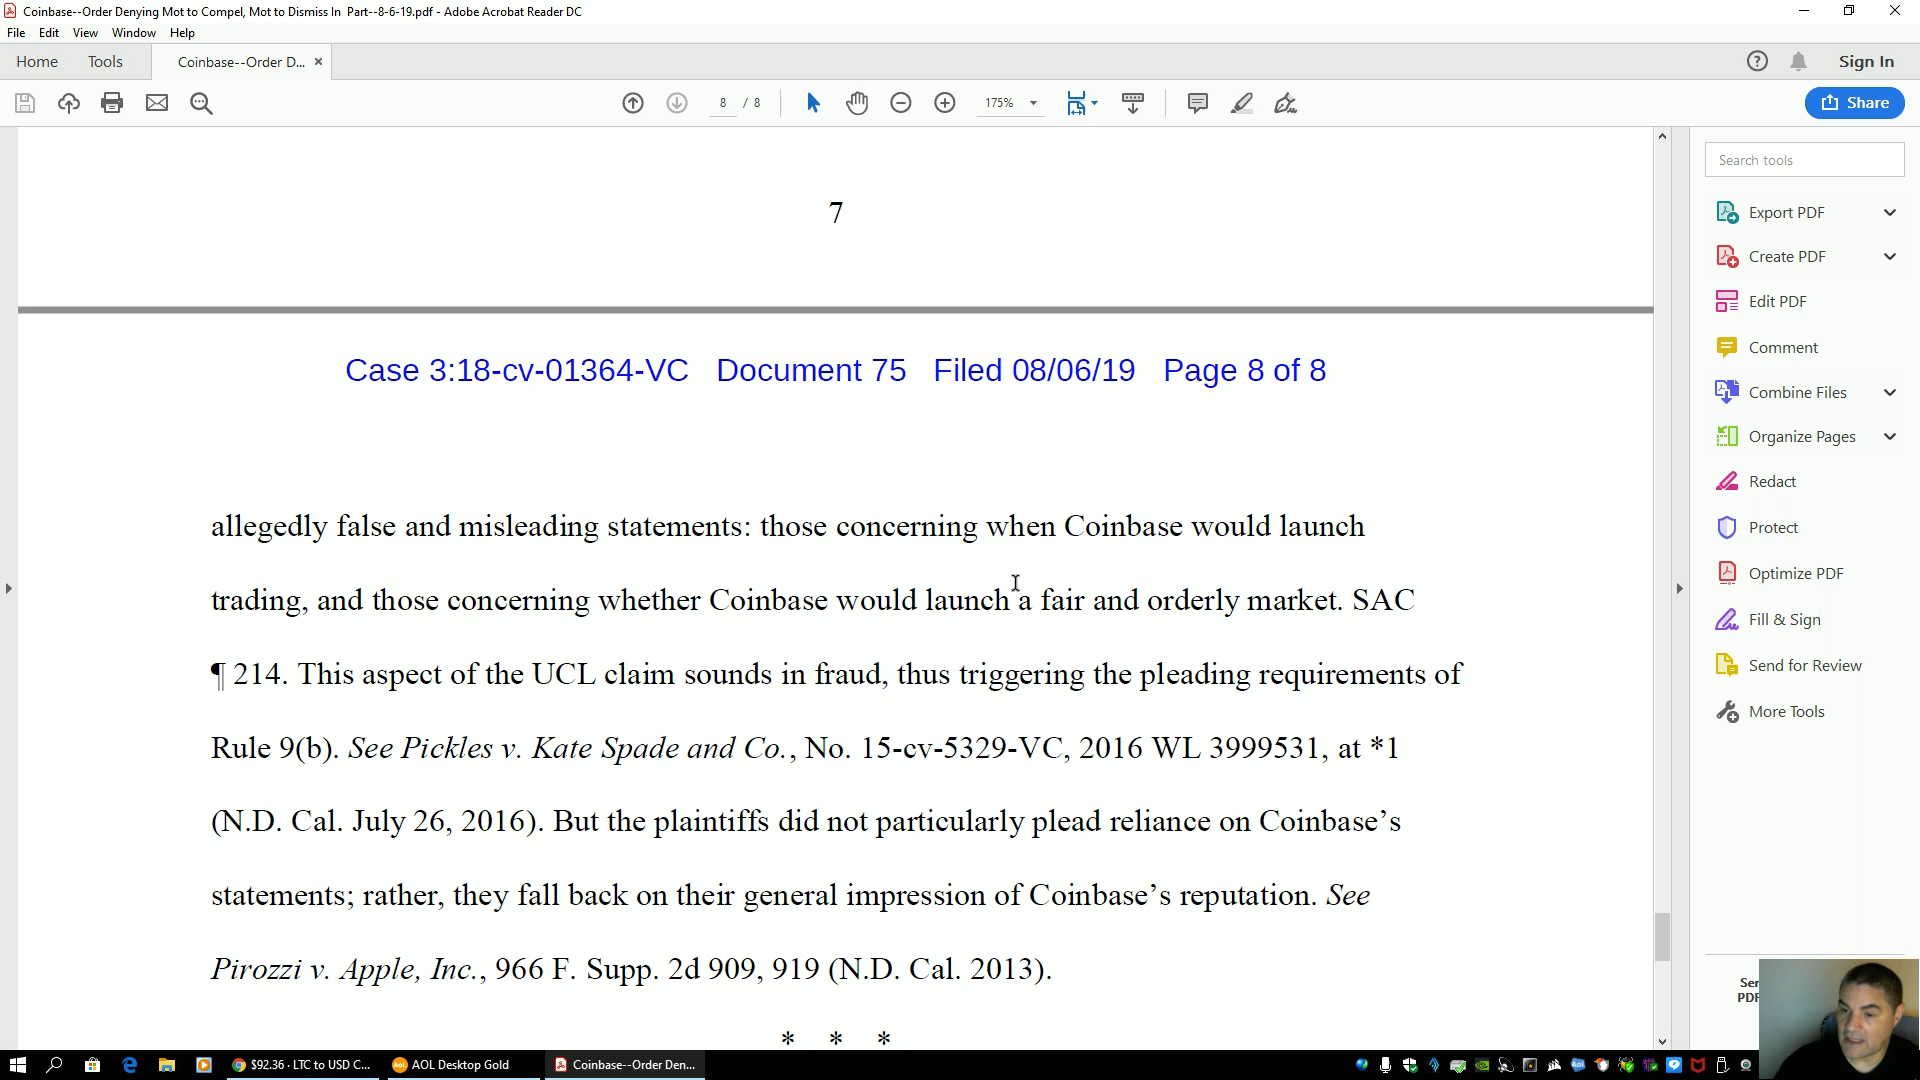 Coinbase--Order Denying Mot to Compel, Mot to Dismiss In  Part--8-6-19.pdf - Adobe Acrobat Reader DC
File Edit View Window Help
Home Tools Coinbase--Order D... × Sign In
8 / 8 175% Share
7
Case 3:18-cv-01364-VC Document 75 Filed 08/06/19 Page 8 of 8
allegedly false and misleading statements: those concerning when Coinbase would launch
trading, and those concerning whether Coinbase would launch a fair and orderly market. SAC
¶ 214. This aspect of the UCL claim sounds in fraud, thus triggering the pleading requirements of
Rule 9(b). See Pickles v. Kate Spade and Co., No. 15-cv-5329-VC, 2016 WL 3999531, at *1
(N.D. Cal. July 26, 2016). But the plaintiffs did not particularly plead reliance on Coinbase’s
statements; rather, they fall back on their general impression of Coinbase’s reputation. See
Pirozzi v. Apple, Inc., 966 F. Supp. 2d 909, 919 (N.D. Cal. 2013).
* * *
Search tools
Export PDF
Create PDF
Edit PDF
Comment
Combine Files
Organize Pages
Redact
Protect
Optimize PDF
Fill & Sign
Send for Review
More Tools
$92.36 · LTC to USD C... AOL Desktop Gold Coinbase--Order Den...